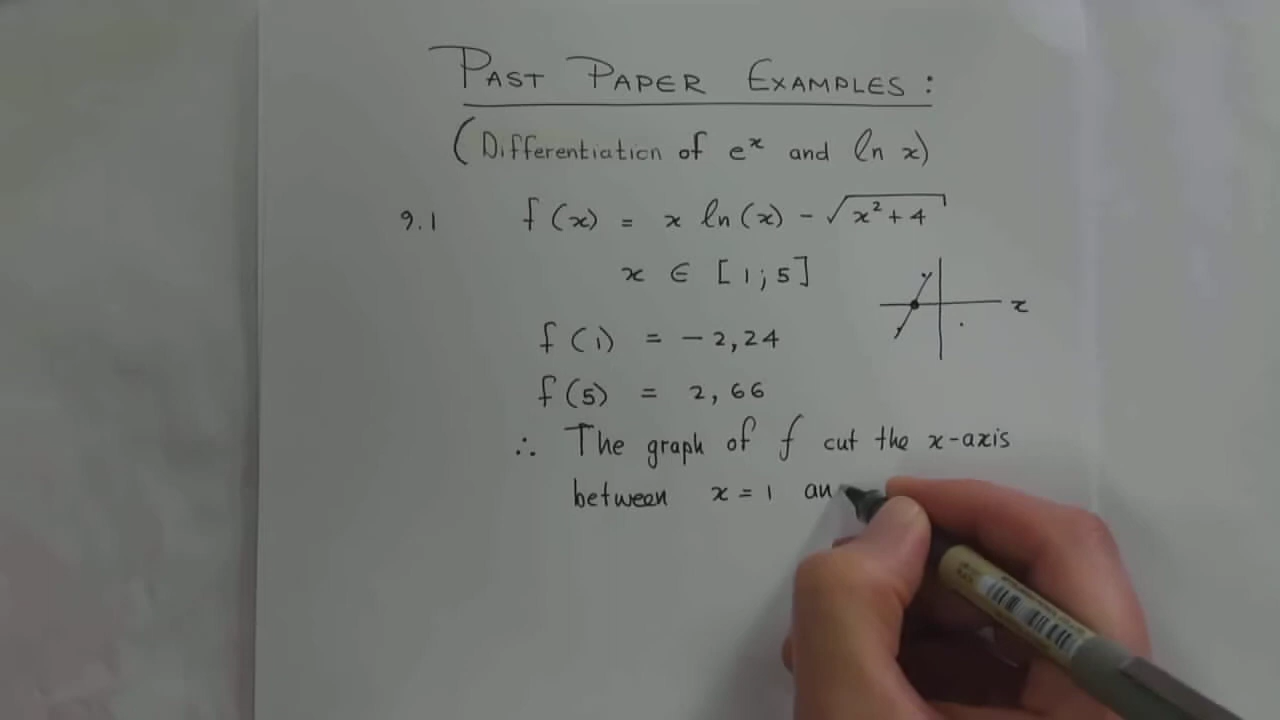 PAST PAPER EXAMPLES:
(Differentiation of eˣ and ln x)
9.1 f(x) = x ln(x) - √(x² + 4)
x ∈ [1;5]
x
f(1) = -2,24
f(5) = 2,66
∴ The graph of f cut the x-axis
between x = 1 an